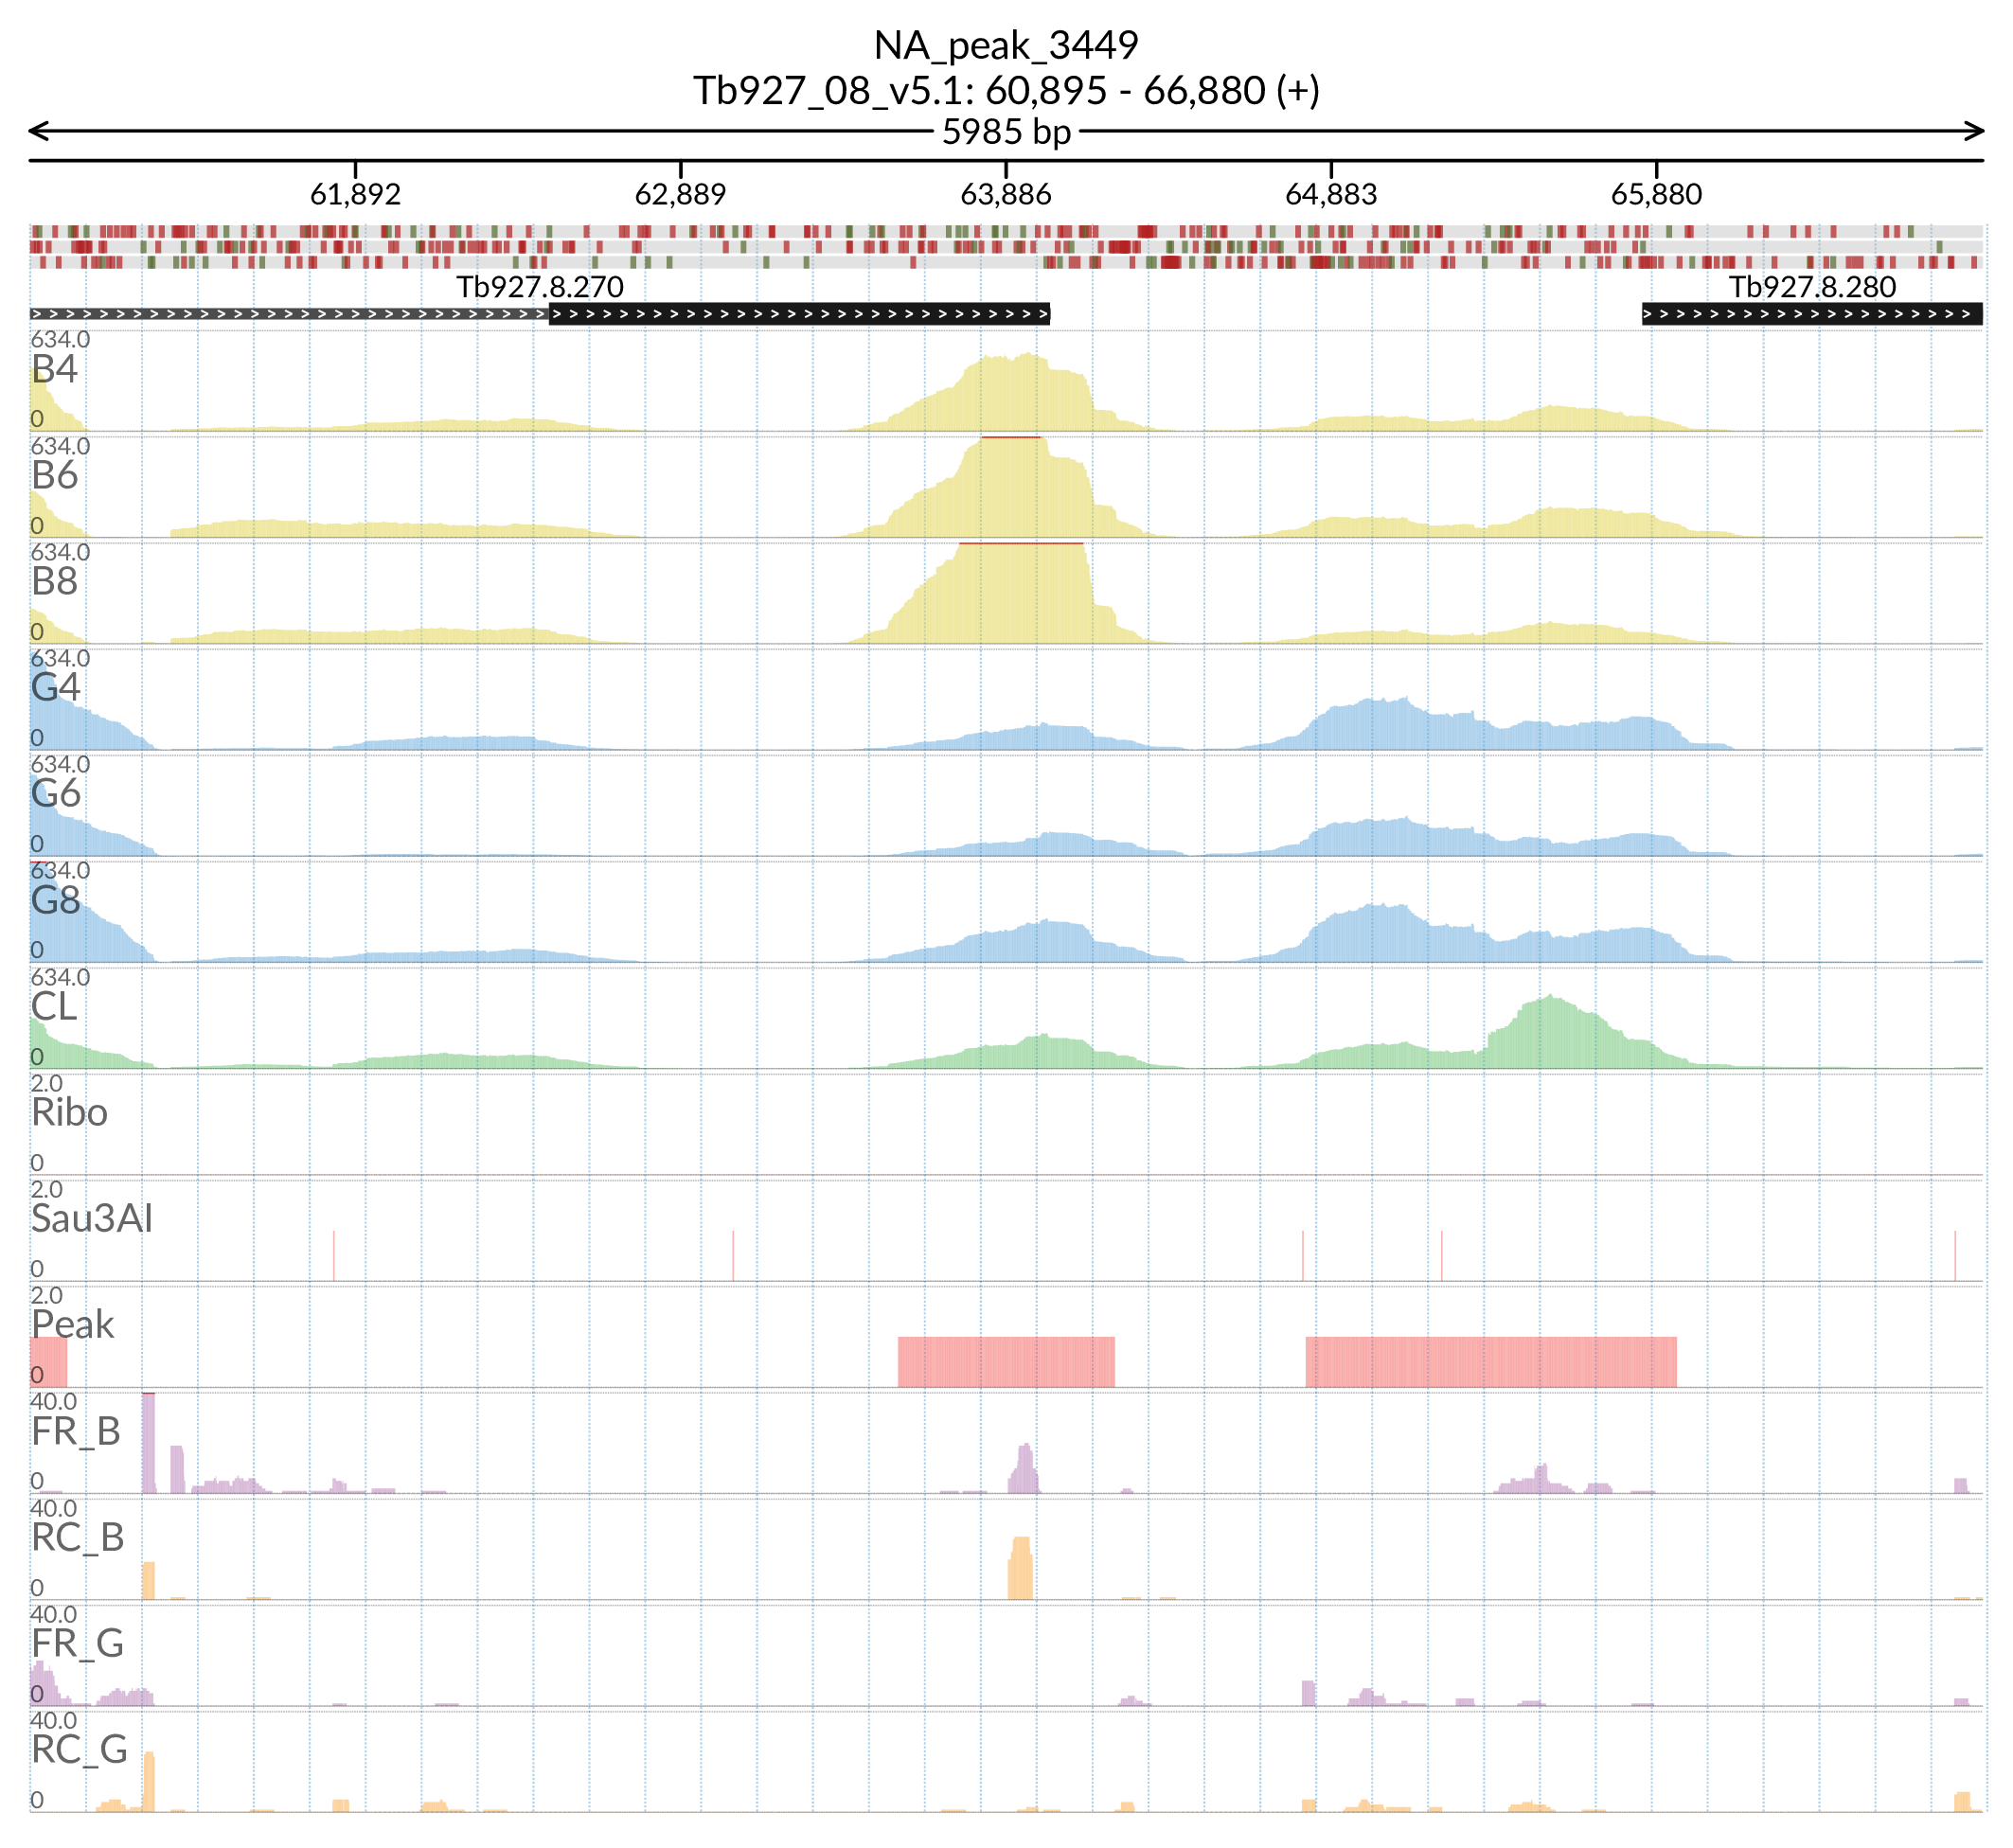 NA_peak_3449
Tb927_08_v5.1: 60,895 - 66,880 (+)
5985 bp
61,892 62,889 63,886 64,883 65,880
Tb927.8.270 Tb927.8.280
634.0
B4
0
634.0
B6
0
634.0
B8
0
634.0
G4
0
634.0
G6
0
634.0
G8
0
634.0
CL
0
2.0
Ribo
0
2.0
Sau3AI
0
2.0
Peak
0
40.0
FR_B
0
40.0
RC_B
0
40.0
FR_G
0
40.0
RC_G
0